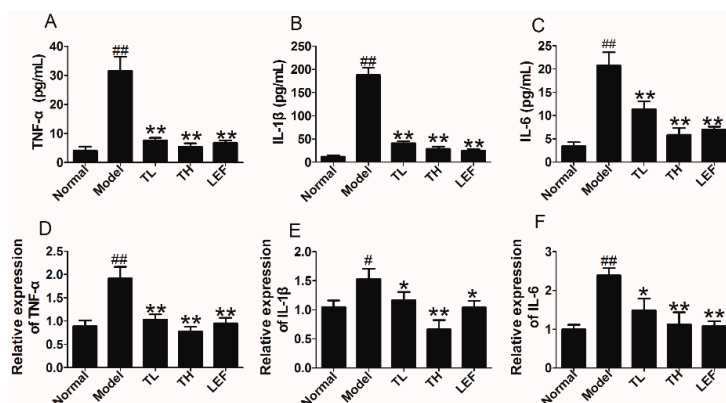 A
TNF-α (pg/mL)
40
30
20
10
0
##
**
**
**
Normal
Model
TL
TH
LEF
B
IL-1β (pg/mL)
250
200
150
100
50
0
##
**
**
**
Normal
Model
TL
TH
LEF
C
IL-6 (pg/mL)
25
20
15
10
5
0
##
**
**
**
Normal
Model
TL
TH
LEF
D
Relative expression
of TNF-α
2.5
2.0
1.5
1.0
0.5
0.0
##
**
**
**
Normal
Model
TL
TH
LEF
E
Relative expression
of IL-1β
2.0
1.5
1.0
0.5
0.0
#
*
**
*
Normal
Model
TL
TH
LEF
F
Relative expression
of IL-6
3
2
1
0
##
*
**
**
Normal
Model
TL
TH
LEF